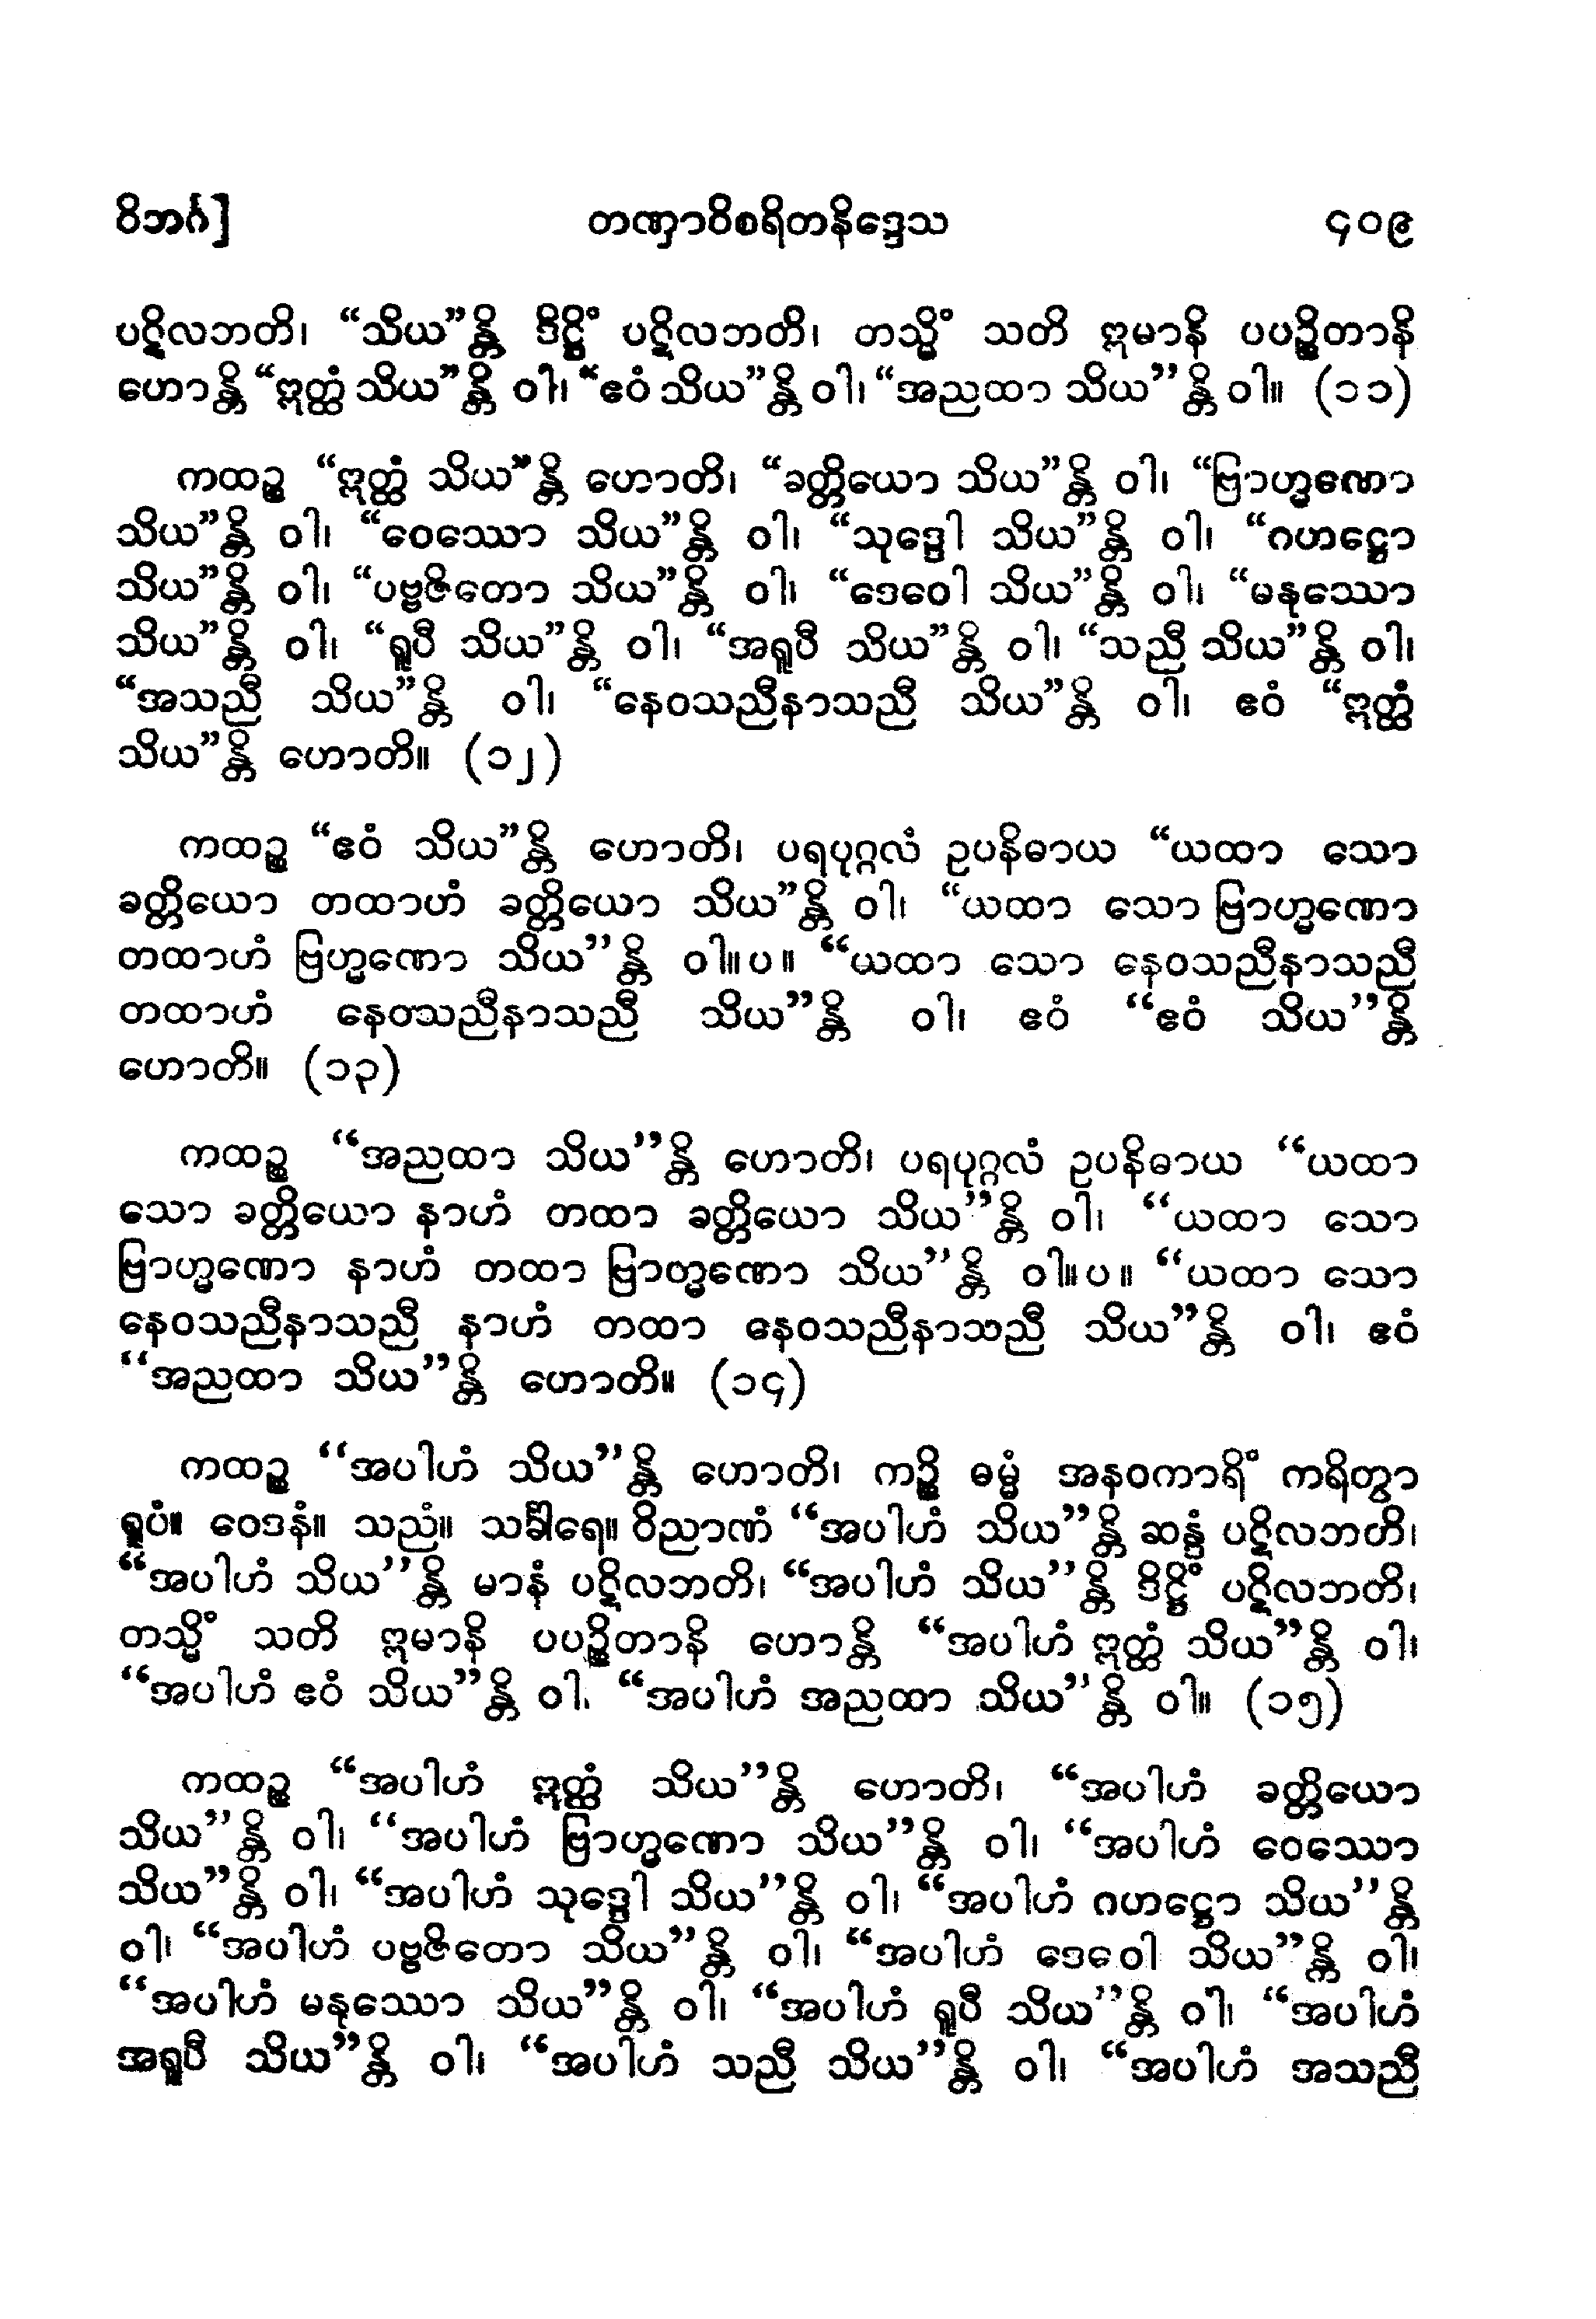 ဝိဘင်္ဂ]
တဏှာဝိစရိတနိဒ္ဒေသ
၄၀၉
ပဋိလဘတိ၊ “သိယ”န္တိ ဒိဋ္ဌိံ ပဋိလဘတိ၊ တသ္မိံ သတိ ဣမာနိ ပပဉ္စိတာနိ
ဟောန္တိ “ဣတ္ထံ သိယ”န္တိ ဝါ၊ “ဧဝံ သိယ”န္တိ ဝါ၊ “အညထာ သိယ”န္တိ ဝါ။ (၁၁)
ကထဉ္စ “ဣတ္ထံ သိယ”န္တိ ဟောတိ၊ “ခတ္တိယော သိယ”န္တိ ဝါ၊ “ဗြာဟ္မဏော
သိယ”န္တိ ဝါ၊ “ဝေဿော သိယ”န္တိ ဝါ၊ “သုဒ္ဒေါ သိယ”န္တိ ဝါ၊ “ဂဟဋ္ဌော
သိယ”န္တိ ဝါ၊ “ပဗ္ဗဇိတော သိယ”န္တိ ဝါ၊ “ဒေဝေါ သိယ”န္တိ ဝါ၊ “မနုဿော
သိယ”န္တိ ဝါ၊ “ရူပီ သိယ”န္တိ ဝါ၊ “အရူပီ သိယ”န္တိ ဝါ၊ “သညီ သိယ”န္တိ ဝါ၊
“အသညီ သိယ”န္တိ ဝါ၊ “နေဝသညီနာသညီ သိယ”န္တိ ဝါ၊ ဧဝံ “ဣတ္ထံ
သိယ”န္တိ ဟောတိ။ (၁၂)
ကထဉ္စ “ဧဝံ သိယ”န္တိ ဟောတိ၊ ပရပုဂ္ဂလံ ဥပနိဓာယ “ယထာ သော
ခတ္တိယော တထာဟံ ခတ္တိယော သိယ”န္တိ ဝါ၊ “ယထာ သော ဗြာဟ္မဏော
တထာဟံ ဗြဟ္မဏော သိယ”န္တိ ဝါ။ပ။ “ယထာ သော နေဝသညီနာသညီ
တထာဟံ နေဝသညီနာသညီ သိယ”န္တိ ဝါ၊ ဧဝံ “ဧဝံ သိယ”န္တိ
ဟောတိ။ (၁၃)
ကထဉ္စ “အညထာ သိယ”န္တိ ဟောတိ၊ ပရပုဂ္ဂလံ ဥပနိဓာယ “ယထာ
သော ခတ္တိယော နာဟံ တထာ ခတ္တိယော သိယ”န္တိ ဝါ၊ “ယထာ သော
ဗြာဟ္မဏော နာဟံ တထာ ဗြာဟ္မဏော သိယ”န္တိ ဝါ။ပ။ “ယထာ သော
နေဝသညီနာသညီ နာဟံ တထာ နေဝသညီနာသညီ သိယ”န္တိ ဝါ၊ ဧဝံ
“အညထာ သိယ”န္တိ ဟောတိ။ (၁၄)
ကထဉ္စ “အပါဟံ သိယ”န္တိ ဟောတိ၊ ကဉ္စိ ဓမ္မံ အနဝကာရိံ ကရိတွာ
ရူပံ။ ဝေဒနံ။ သညံ။ သင်္ခါရေ။ ဝိညာဏံ “အပါဟံ သိယ”န္တိ ဆန္ဒံ ပဋိလဘတိ၊
“အပါဟံ သိယ”န္တိ မာနံ ပဋိလဘတိ၊ “အပါဟံ သိယ”န္တိ ဒိဋ္ဌိံ ပဋိလဘတိ၊
တသ္မိံ သတိ ဣမာနိ ပပဉ္စိတာနိ ဟောန္တိ “အပါဟံ ဣတ္ထံ သိယ”န္တိ ဝါ၊
“အပါဟံ ဧဝံ သိယ”န္တိ ဝါ၊ “အပါဟံ အညထာ သိယ”န္တိ ဝါ။ (၁၅)
ကထဉ္စ “အပါဟံ ဣတ္ထံ သိယ”န္တိ ဟောတိ၊ “အပါဟံ ခတ္တိယော
သိယ”န္တိ ဝါ၊ “အပါဟံ ဗြာဟ္မဏော သိယ”န္တိ ဝါ၊ “အပါဟံ ဝေဿော
သိယ”န္တိ ဝါ၊ “အပါဟံ သုဒ္ဒေါ သိယ”န္တိ ဝါ၊ “အပါဟံ ဂဟဋ္ဌော သိယ”န္တိ
ဝါ၊ “အပါဟံ ပဗ္ဗဇိတော သိယ”န္တိ ဝါ၊ “အပါဟံ ဒေဝေါ သိယ”န္တိ ဝါ၊
“အပါဟံ မနုဿော သိယ”န္တိ ဝါ၊ “အပါဟံ ရူပီ သိယ”န္တိ ဝါ၊ “အပါဟံ
အရူပီ သိယ”န္တိ ဝါ၊ “အပါဟံ သညီ သိယ”န္တိ ဝါ၊ “အပါဟံ အသညီ